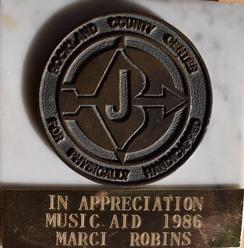 ROCKLAND COUNTY CENTER
J
FOR PHYSICALLY HANDICAPPED
IN APPRECIATION
MUSIC AID 1986
MARCI ROBINS